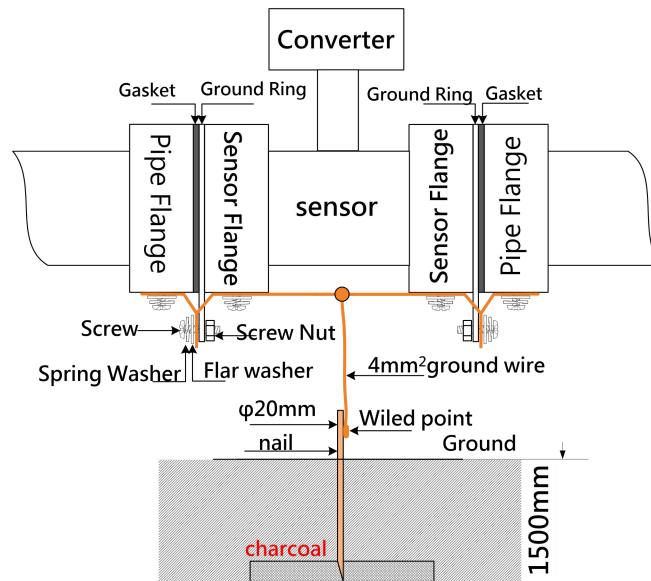 Converter
Gasket
Ground Ring
Ground Ring
Gasket
Pipe Flange
Sensor Flange
sensor
Sensor Flange
Pipe Flange
Screw
Screw Nut
Spring Washer
Flar washer
4mm²ground wire
φ20mm
Wiled point
nail
Ground
1500mm
charcoal